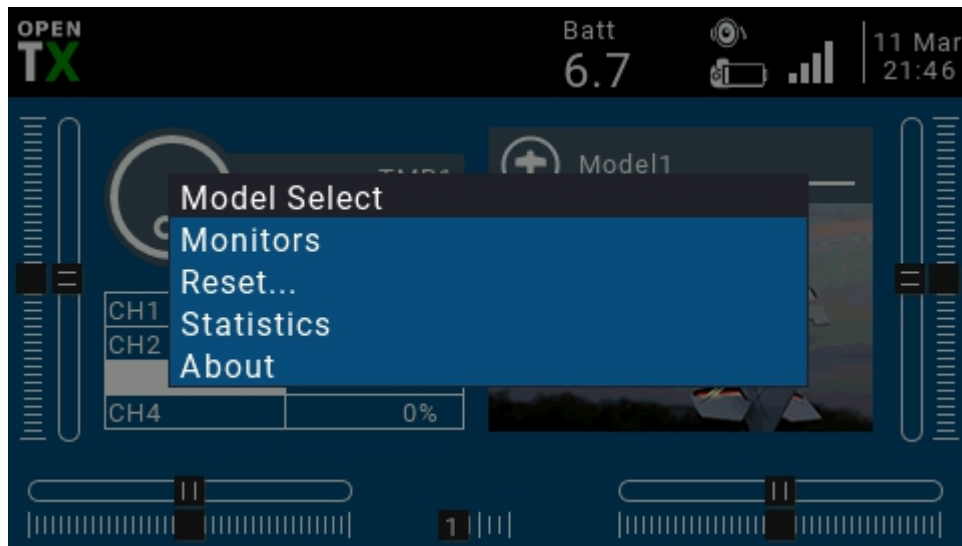 OPEN
TX
Batt
6.7
11 Mar
21:46
Model1
Model Select
Monitors
Reset...
Statistics
About
CH1
CH2
CH4
0%
1